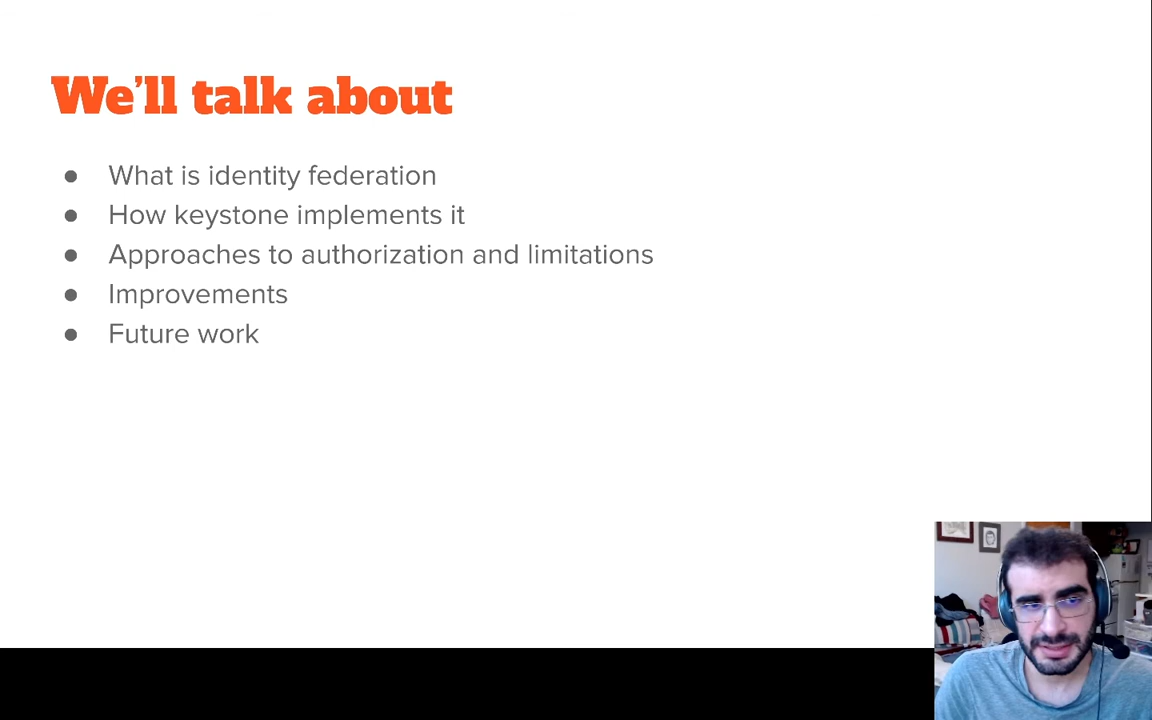 We'll talk about
● What is identity federation
● How keystone implements it
● Approaches to authorization and limitations
● Improvements
● Future work